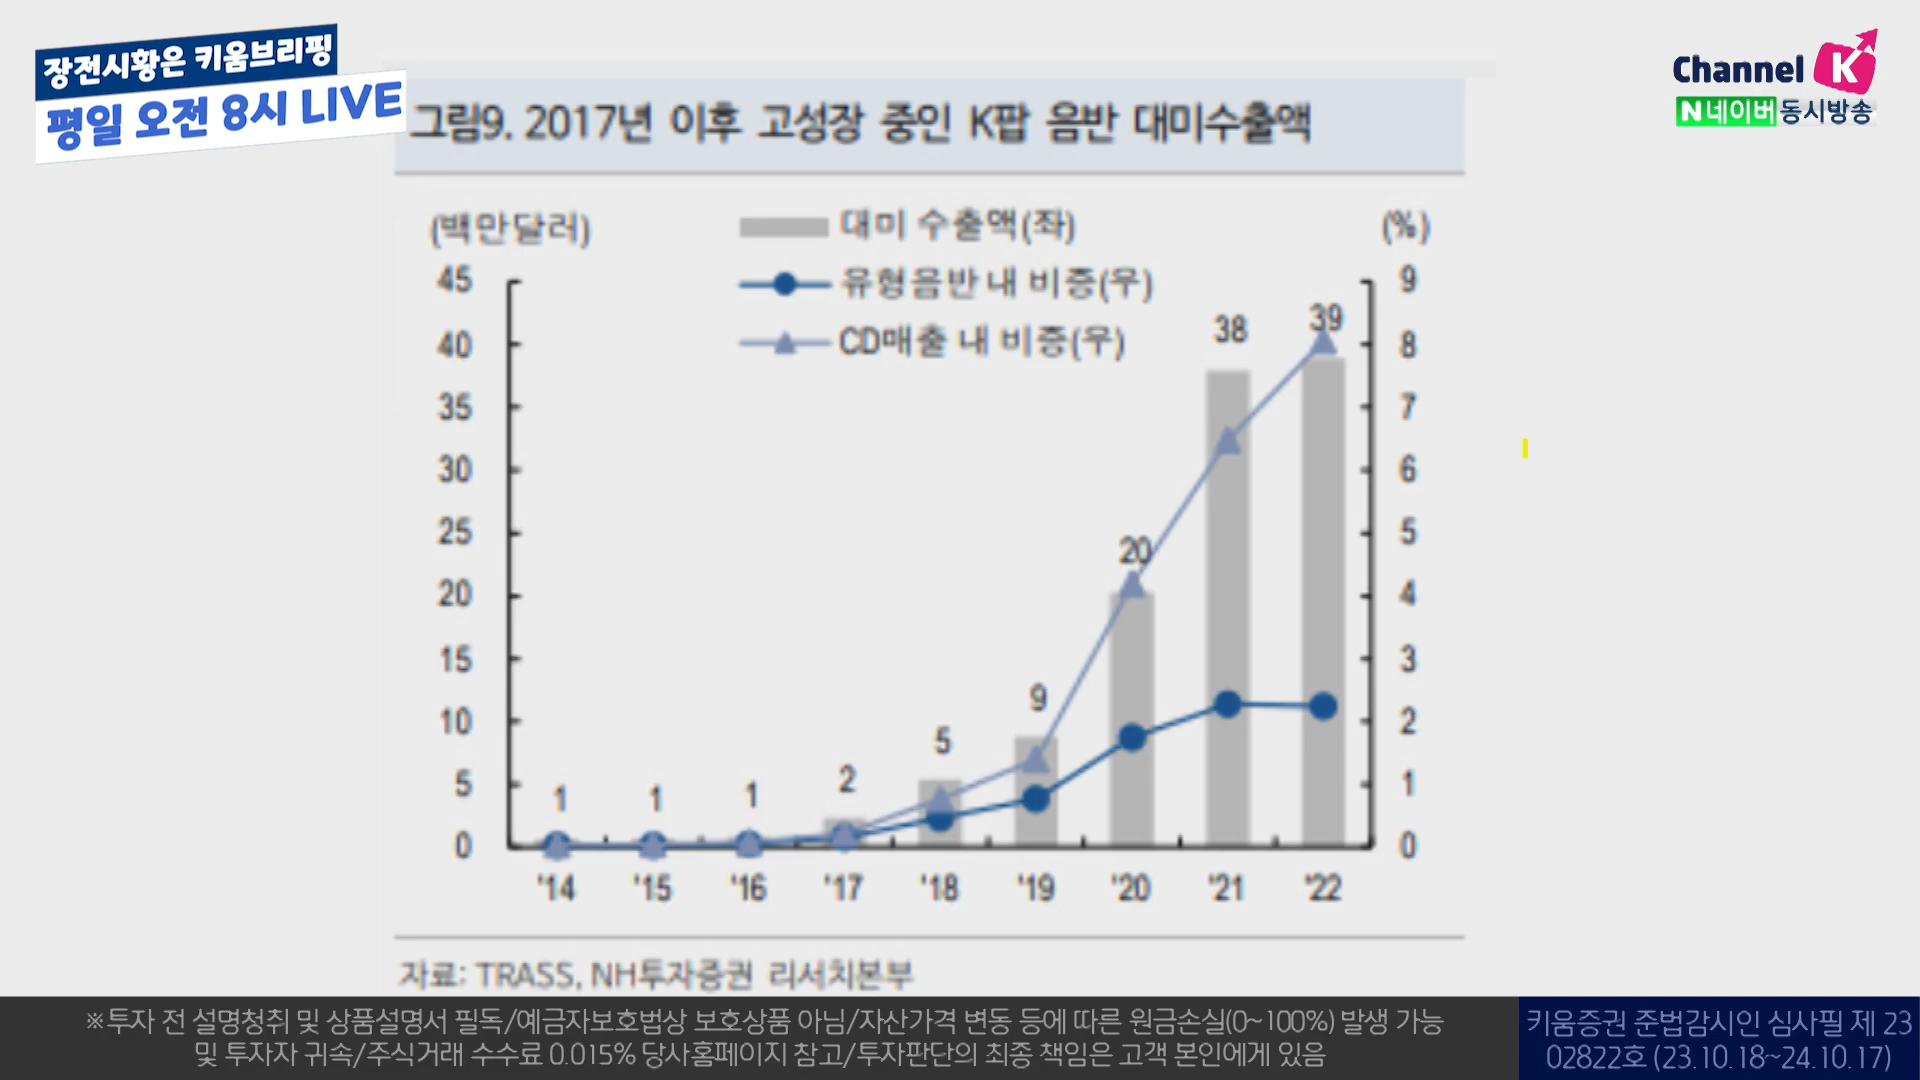 장전시황은 키움브리핑
평일 오전 8시 LIVE
Channel K
N 네이버 동시방송
그림9. 2017년 이후 고성장 중인 K팝 음반 대미수출액
(백만달러)
(%)
대미 수출액(좌)
유형음반 내 비중(우)
CD매출 내 비중(우)
45
40
35
30
25
20
15
10
5
0
9
8
7
6
5
4
3
2
1
0
1
1
1
2
5
9
20
38
39
'14 '15 '16 '17 '18 '19 '20 '21 '22
자료: TRASS, NH투자증권 리서치본부
※투자 전 설명청취 및 상품설명서 필독/예금자보호법상 보호상품 아님/자산가격 변동 등에 따른 원금손실(0~100%) 발생 가능
및 투자자 귀속/주식거래 수수료 0.015% 당사홈페이지 참고/투자판단의 최종 책임은 고객 본인에게 있음
키움증권 준법감시인 심사필 제 23
02822호 (23.10.18~24.10.17)